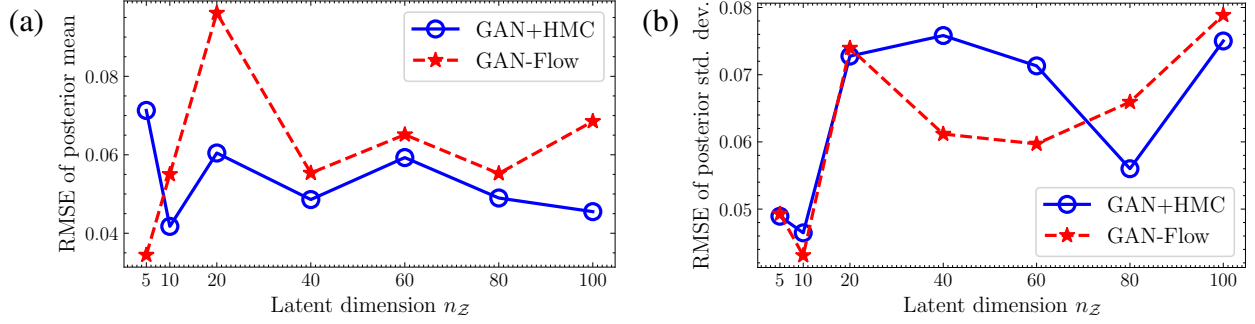 (a)
RMSE of posterior mean
0.08
0.06
0.04
GAN+HMC
GAN-Flow
5 10 20 40 60 80 100
Latent dimension n_Z
(b)
RMSE of posterior std. dev.
0.08
0.07
0.06
0.05
GAN+HMC
GAN-Flow
5 10 20 40 60 80 100
Latent dimension n_Z